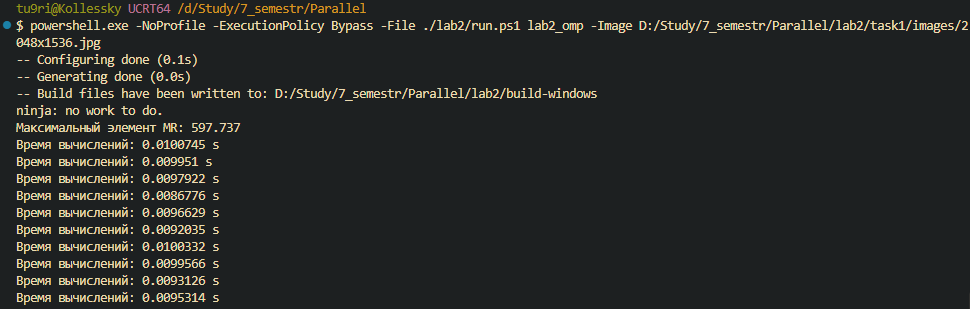 tu9ri@Kollessky UCRT64 /d/Study/7_semestr/Parallel
$ powershell.exe -NoProfile -ExecutionPolicy Bypass -File ./lab2/run.ps1 lab2_omp -Image D:/Study/7_semestr/Parallel/lab2/task1/images/2
048x1536.jpg
-- Configuring done (0.1s)
-- Generating done (0.0s)
-- Build files have been written to: D:/Study/7_semestr/Parallel/lab2/build-windows
ninja: no work to do.
Максимальный элемент MR: 597.737
Время вычислений: 0.0100745 s
Время вычислений: 0.009951 s
Время вычислений: 0.0097922 s
Время вычислений: 0.0086776 s
Время вычислений: 0.0096629 s
Время вычислений: 0.0092035 s
Время вычислений: 0.0100332 s
Время вычислений: 0.0099566 s
Время вычислений: 0.0093126 s
Время вычислений: 0.0095314 s